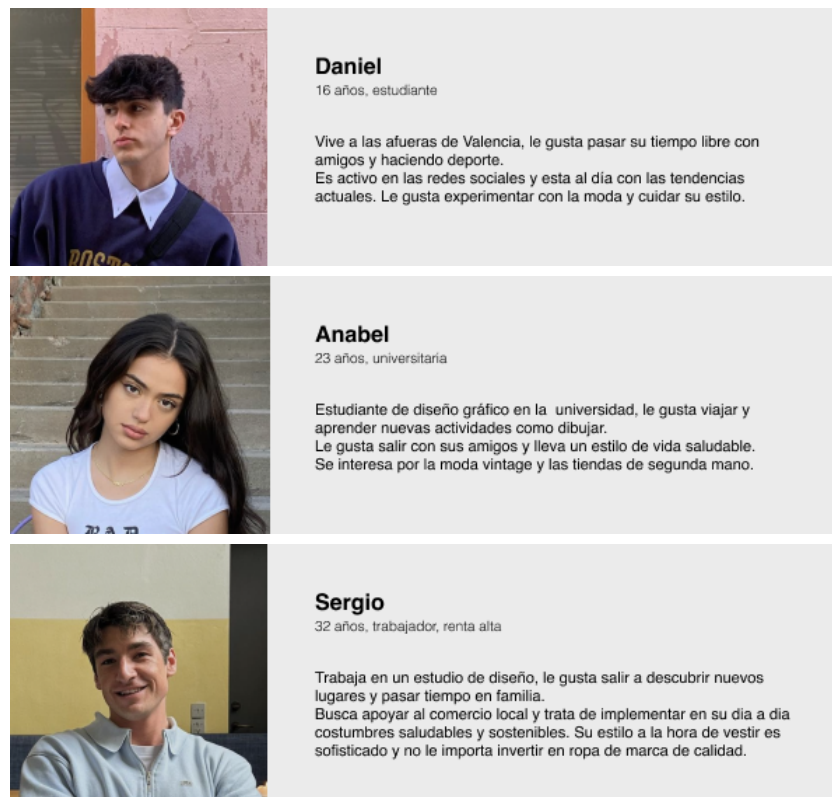 Daniel
16 años, estudiante
Vive a las afueras de Valencia, le gusta pasar su tiempo libre con
amigos y haciendo deporte.
Es activo en las redes sociales y esta al día con las tendencias
actuales. Le gusta experimentar con la moda y cuidar su estilo.
Anabel
23 años, universitaria
Estudiante de diseño gráfico en la  universidad, le gusta viajar y
aprender nuevas actividades como dibujar.
Le gusta salir con sus amigos y lleva un estilo de vida saludable.
Se interesa por la moda vintage y las tiendas de segunda mano.
BAD
Sergio
32 años, trabajador, renta alta
Trabaja en un estudio de diseño, le gusta salir a descubrir nuevos
lugares y pasar tiempo en familia.
Busca apoyar al comercio local y trata de implementar en su dia a dia
costumbres saludables y sostenibles. Su estilo a la hora de vestir es
sofisticado y no le importa invertir en ropa de marca de calidad.